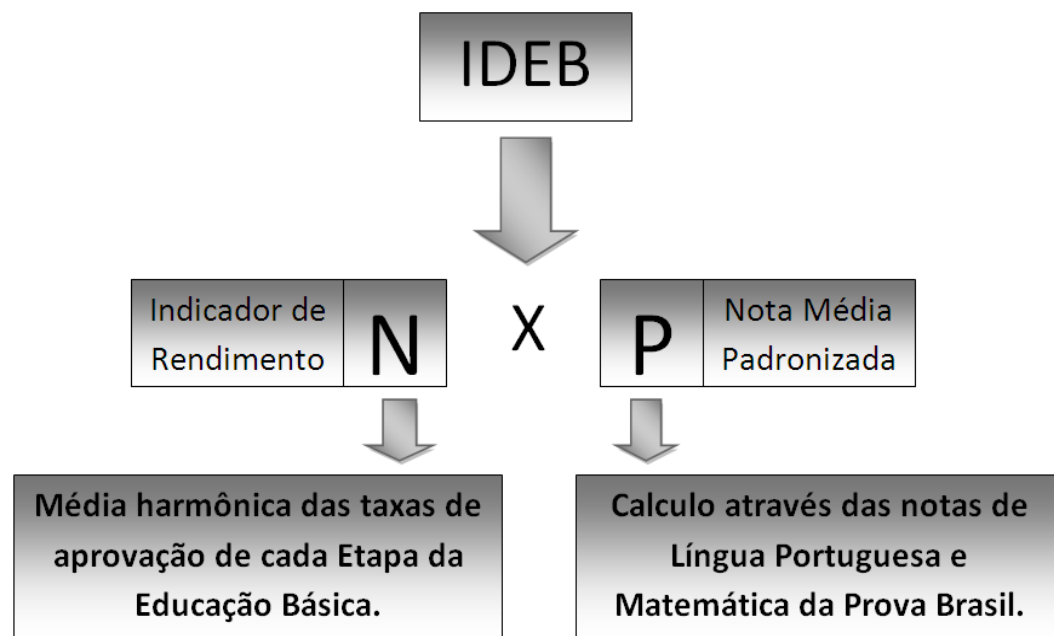 IDEB
Indicador de
Rendimento
N
X
P
Nota Média
Padronizada
Média harmônica das taxas de
aprovação de cada Etapa da
Educação Básica.
Calculo através das notas de
Língua Portuguesa e
Matemática da Prova Brasil.